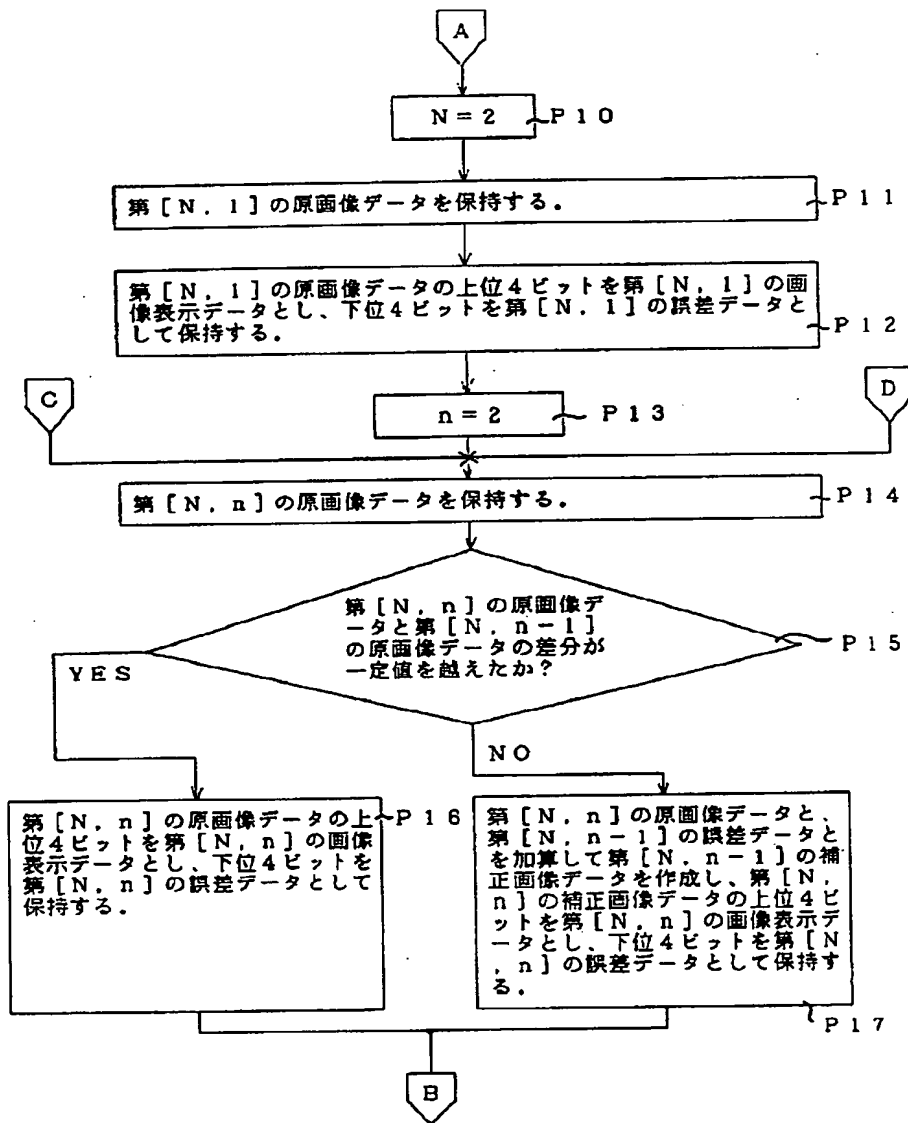 A
N=2
P10
第[N,1]の原画像データを保持する。
P11
第[N,1]の原画像データの上位4ビットを第[N,1]の画
像表示データとし、下位4ビットを第[N,1]の誤差データと
して保持する。
P12
C
D
n=2
P13
第[N,n]の原画像データを保持する。
P14
第[N,n]の原画像デ
ータと第[N,n-1]
の原画像データの差分が
一定値を越えたか?
P15
YES
NO
第[N,n]の原画像データの上
位4ビットを第[N,n]の画像
表示データとし、下位4ビットを
第[N,n]の誤差データとして
保持する。
P16
第[N,n]の原画像データと、
第[N,n-1]の誤差データと
を加算して第[N,n-1]の補
正画像データを作成し、第[N,
n]の補正画像データの上位4ビ
ットを第[N,n]の画像表示デ
ータとし、下位4ビットを第[N
,n]の誤差データとして保持す
る。
P17
B